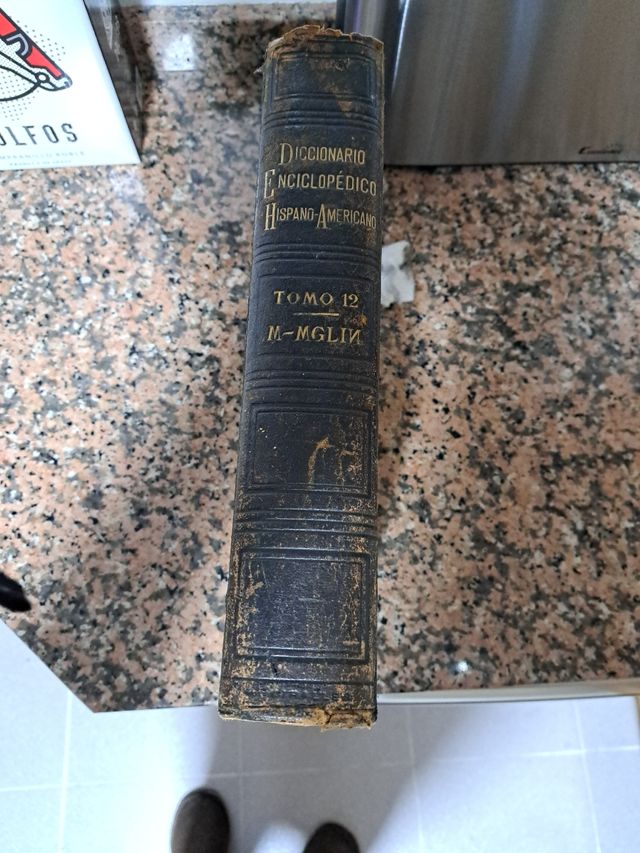 OLFOS
DICCIONARIO
ENCICLOPÉDICO
HISPANO-AMERICANO
TOMO 12
M-MGLIN